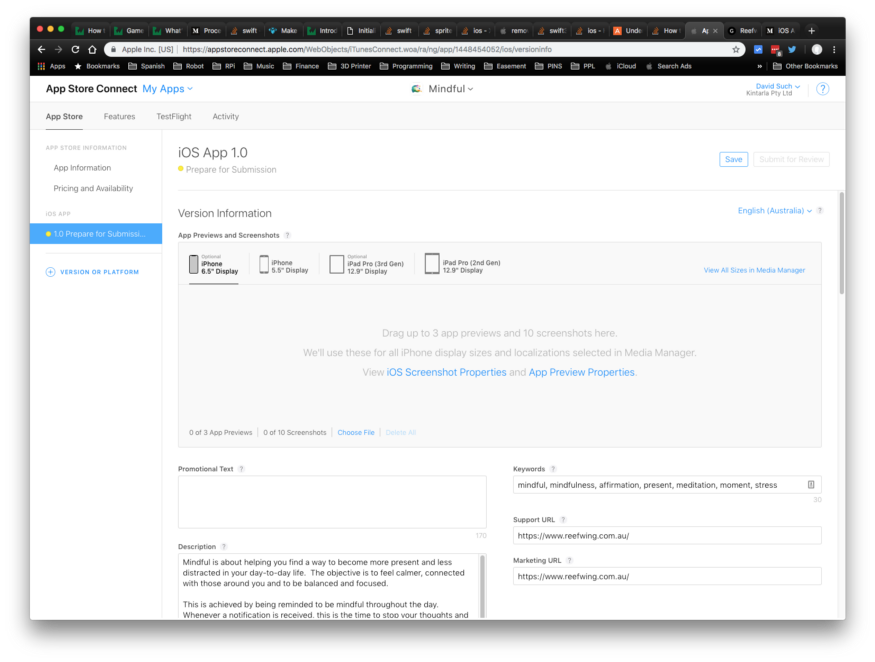 How t
Game
What
Proce
swift
Make
Introd
Initial
swift
sprite
ios -
remo
swift:
ios - I
Unde
How t
Ap
Reefw
iOS A
Apple Inc. [US] | https://appstoreconnect.apple.com/WebObjects/iTunesConnect.woa/ra/ng/app/1448454052/ios/versioninfo
Apps Bookmarks Spanish Robot RPi Music Finance 3D Printer Programming Writing Easement PINS PPL iCloud Search Ads » Other Bookmarks
App Store Connect My Apps
Mindful
David Such
Kintarla Pty Ltd
?
App Store Features TestFlight Activity
APP STORE INFORMATION
App Information
Pricing and Availability
IOS APP
1.0 Prepare for Submissi...
VERSION OR PLATFORM
iOS App 1.0
Prepare for Submission
Save Submit for Review
Version Information
English (Australia) ?
App Previews and Screenshots ?
Optional
iPhone
6.5" Display
iPhone
5.5" Display
Optional
iPad Pro (3rd Gen)
12.9" Display
iPad Pro (2nd Gen)
12.9" Display
View All Sizes in Media Manager
Drag up to 3 app previews and 10 screenshots here.
We'll use these for all iPhone display sizes and localizations selected in Media Manager.
View iOS Screenshot Properties and App Preview Properties.
0 of 3 App Previews | 0 of 10 Screenshots | Choose File | Delete All
Promotional Text ?
170
Description ?
Mindful is about helping you find a way to become more present and less
distracted in your day-to-day life. The objective is to feel calmer, connected
with those around you and to be balanced and focused.
This is achieved by being reminded to be mindful throughout the day.
Whenever a notification is received, this is the time to stop your thoughts and
Keywords ?
mindful, mindfulness, affirmation, present, meditation, moment, stress
30
Support URL ?
https://www.reefwing.com.au/
Marketing URL ?
https://www.reefwing.com.au/